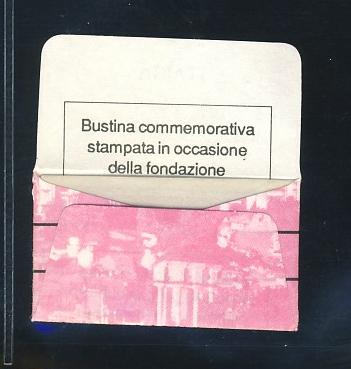 Bustina commemorativa
stampata in occasione
della fondazione